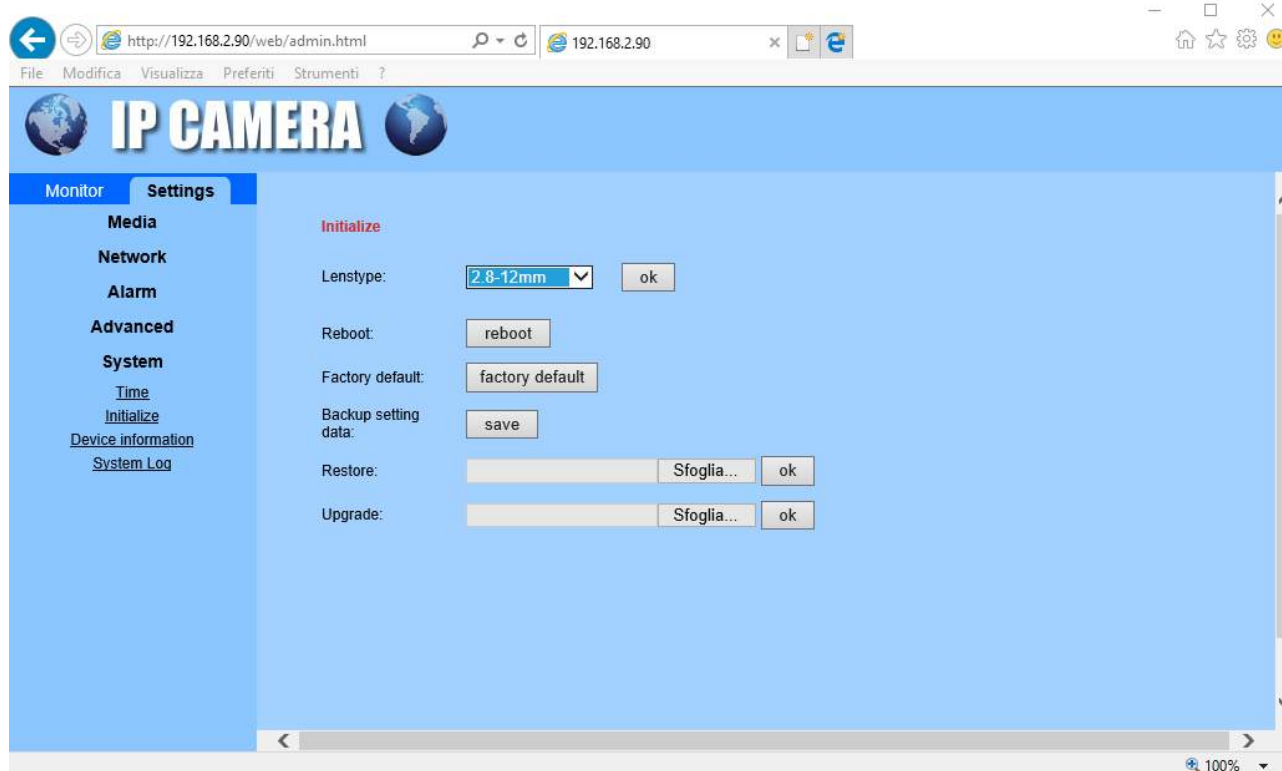 http://192.168.2.90/web/admin.html 192.168.2.90
File Modifica Visualizza Preferiti Strumenti ?
IP CAMERA
Monitor Settings
Media
Network
Alarm
Advanced
System
Time
Initialize
Device information
System Log
Initialize
Lenstype: 2.8-12mm ok
Reboot: reboot
Factory default: factory default
Backup setting
data: save
Restore: Sfoglia... ok
Upgrade: Sfoglia... ok
100%